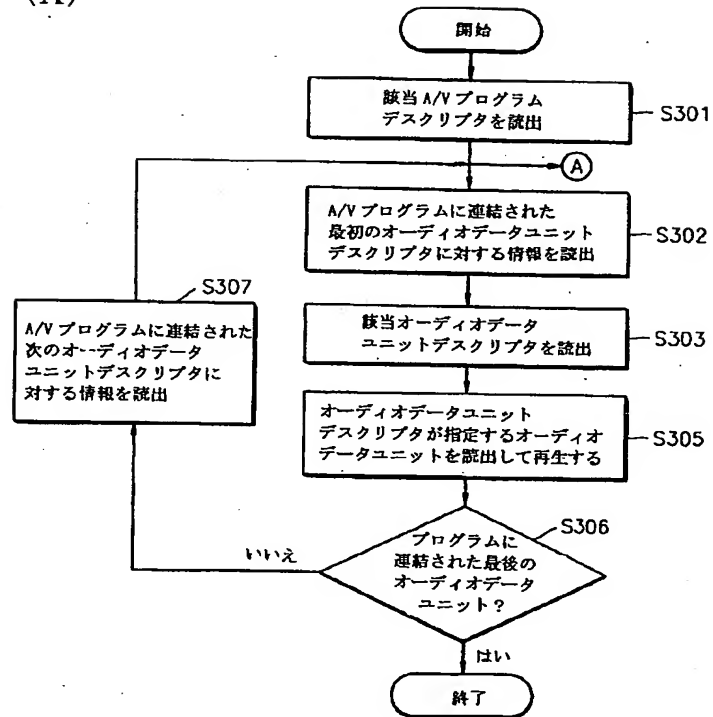 開始
該当 A/V プログラム
デスクリプタを読出
S301
A
A/V プログラムに連結された
最初のオーディオデータユニット
デスクリプタに対する情報を読出
S302
S307
A/V プログラムに連結された
次のオーディオデータ
ユニットデスクリプタに
対する情報を読出
該当オーディオデータ
ユニットデスクリプタを読出
S303
オーディオデータユニット
デスクリプタが指定するオーディオ
データユニットを読出して再生する
S305
S306
プログラムに
連結された最後の
オーディオデータ
ユニット?
いいえ
はい
終了